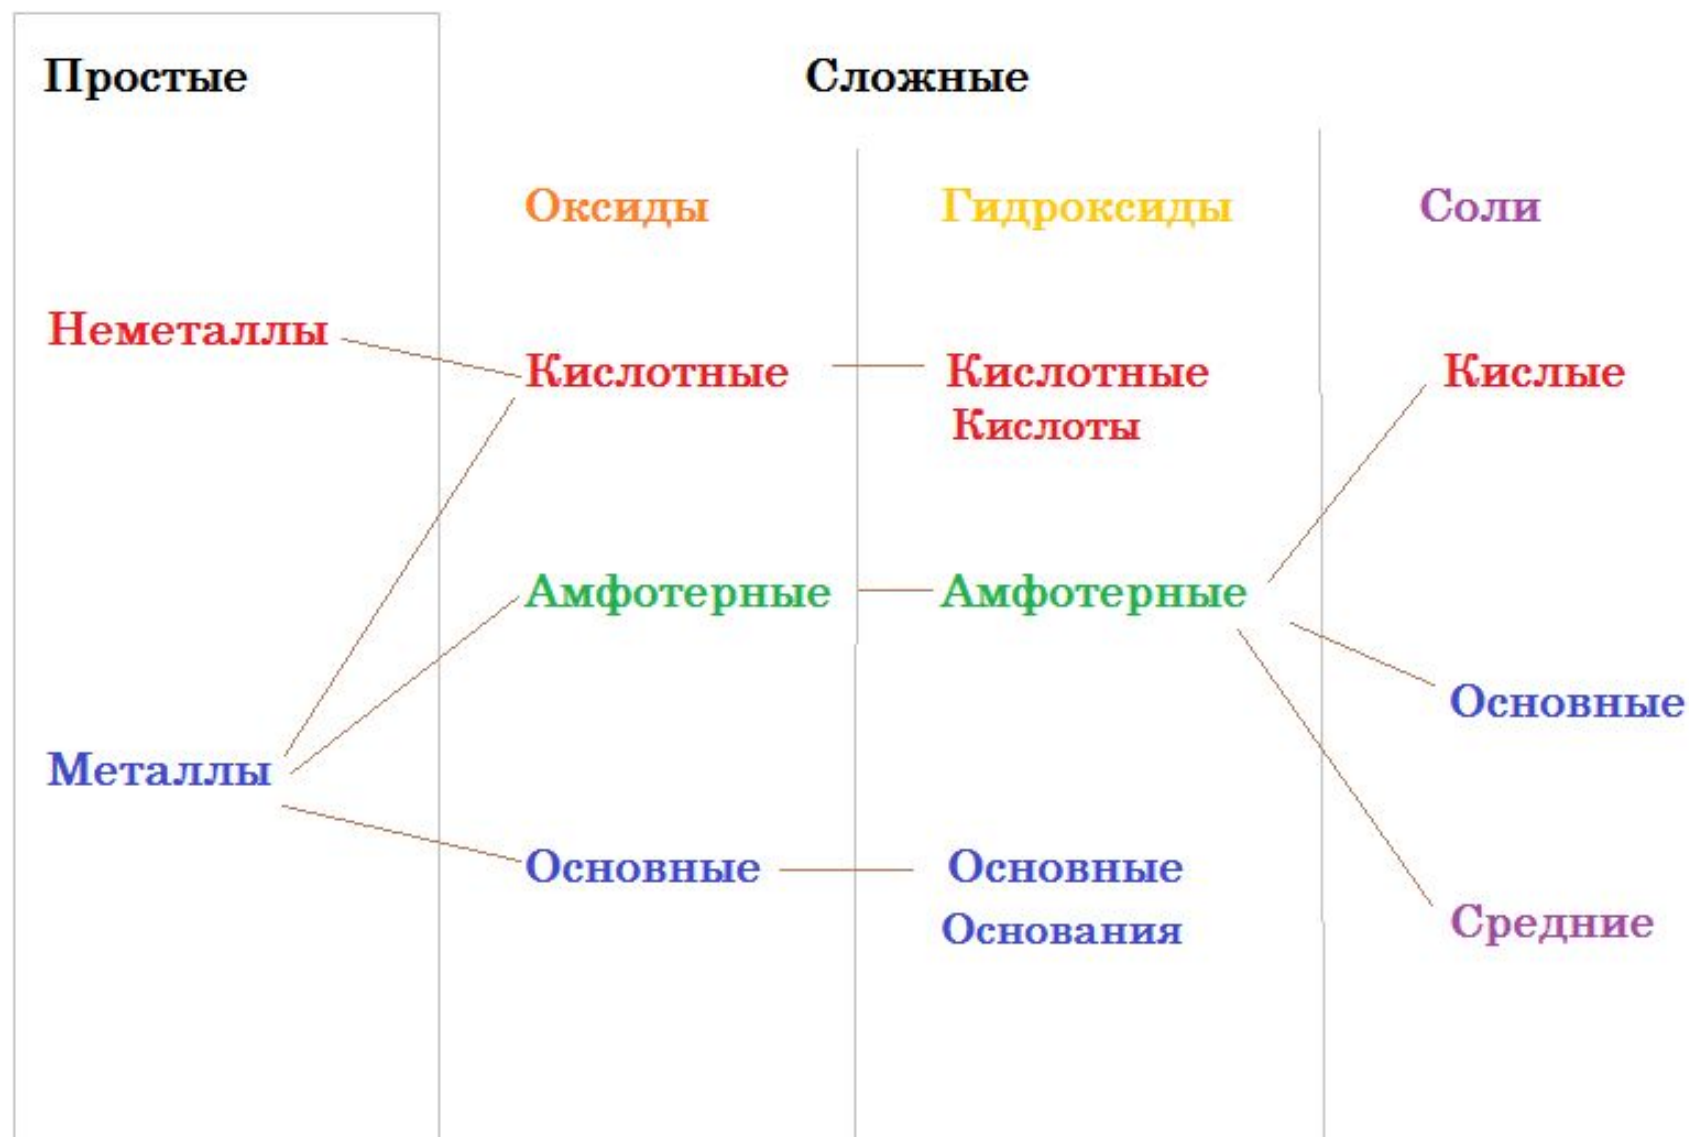 Простые
Сложные
Оксиды
Гидроксиды
Соли
Неметаллы
Кислотные
Кислотные
Кислоты
Кислые
Амфотерные
Амфотерные
Основные
Металлы
Основные
Основные
Основания
Средние